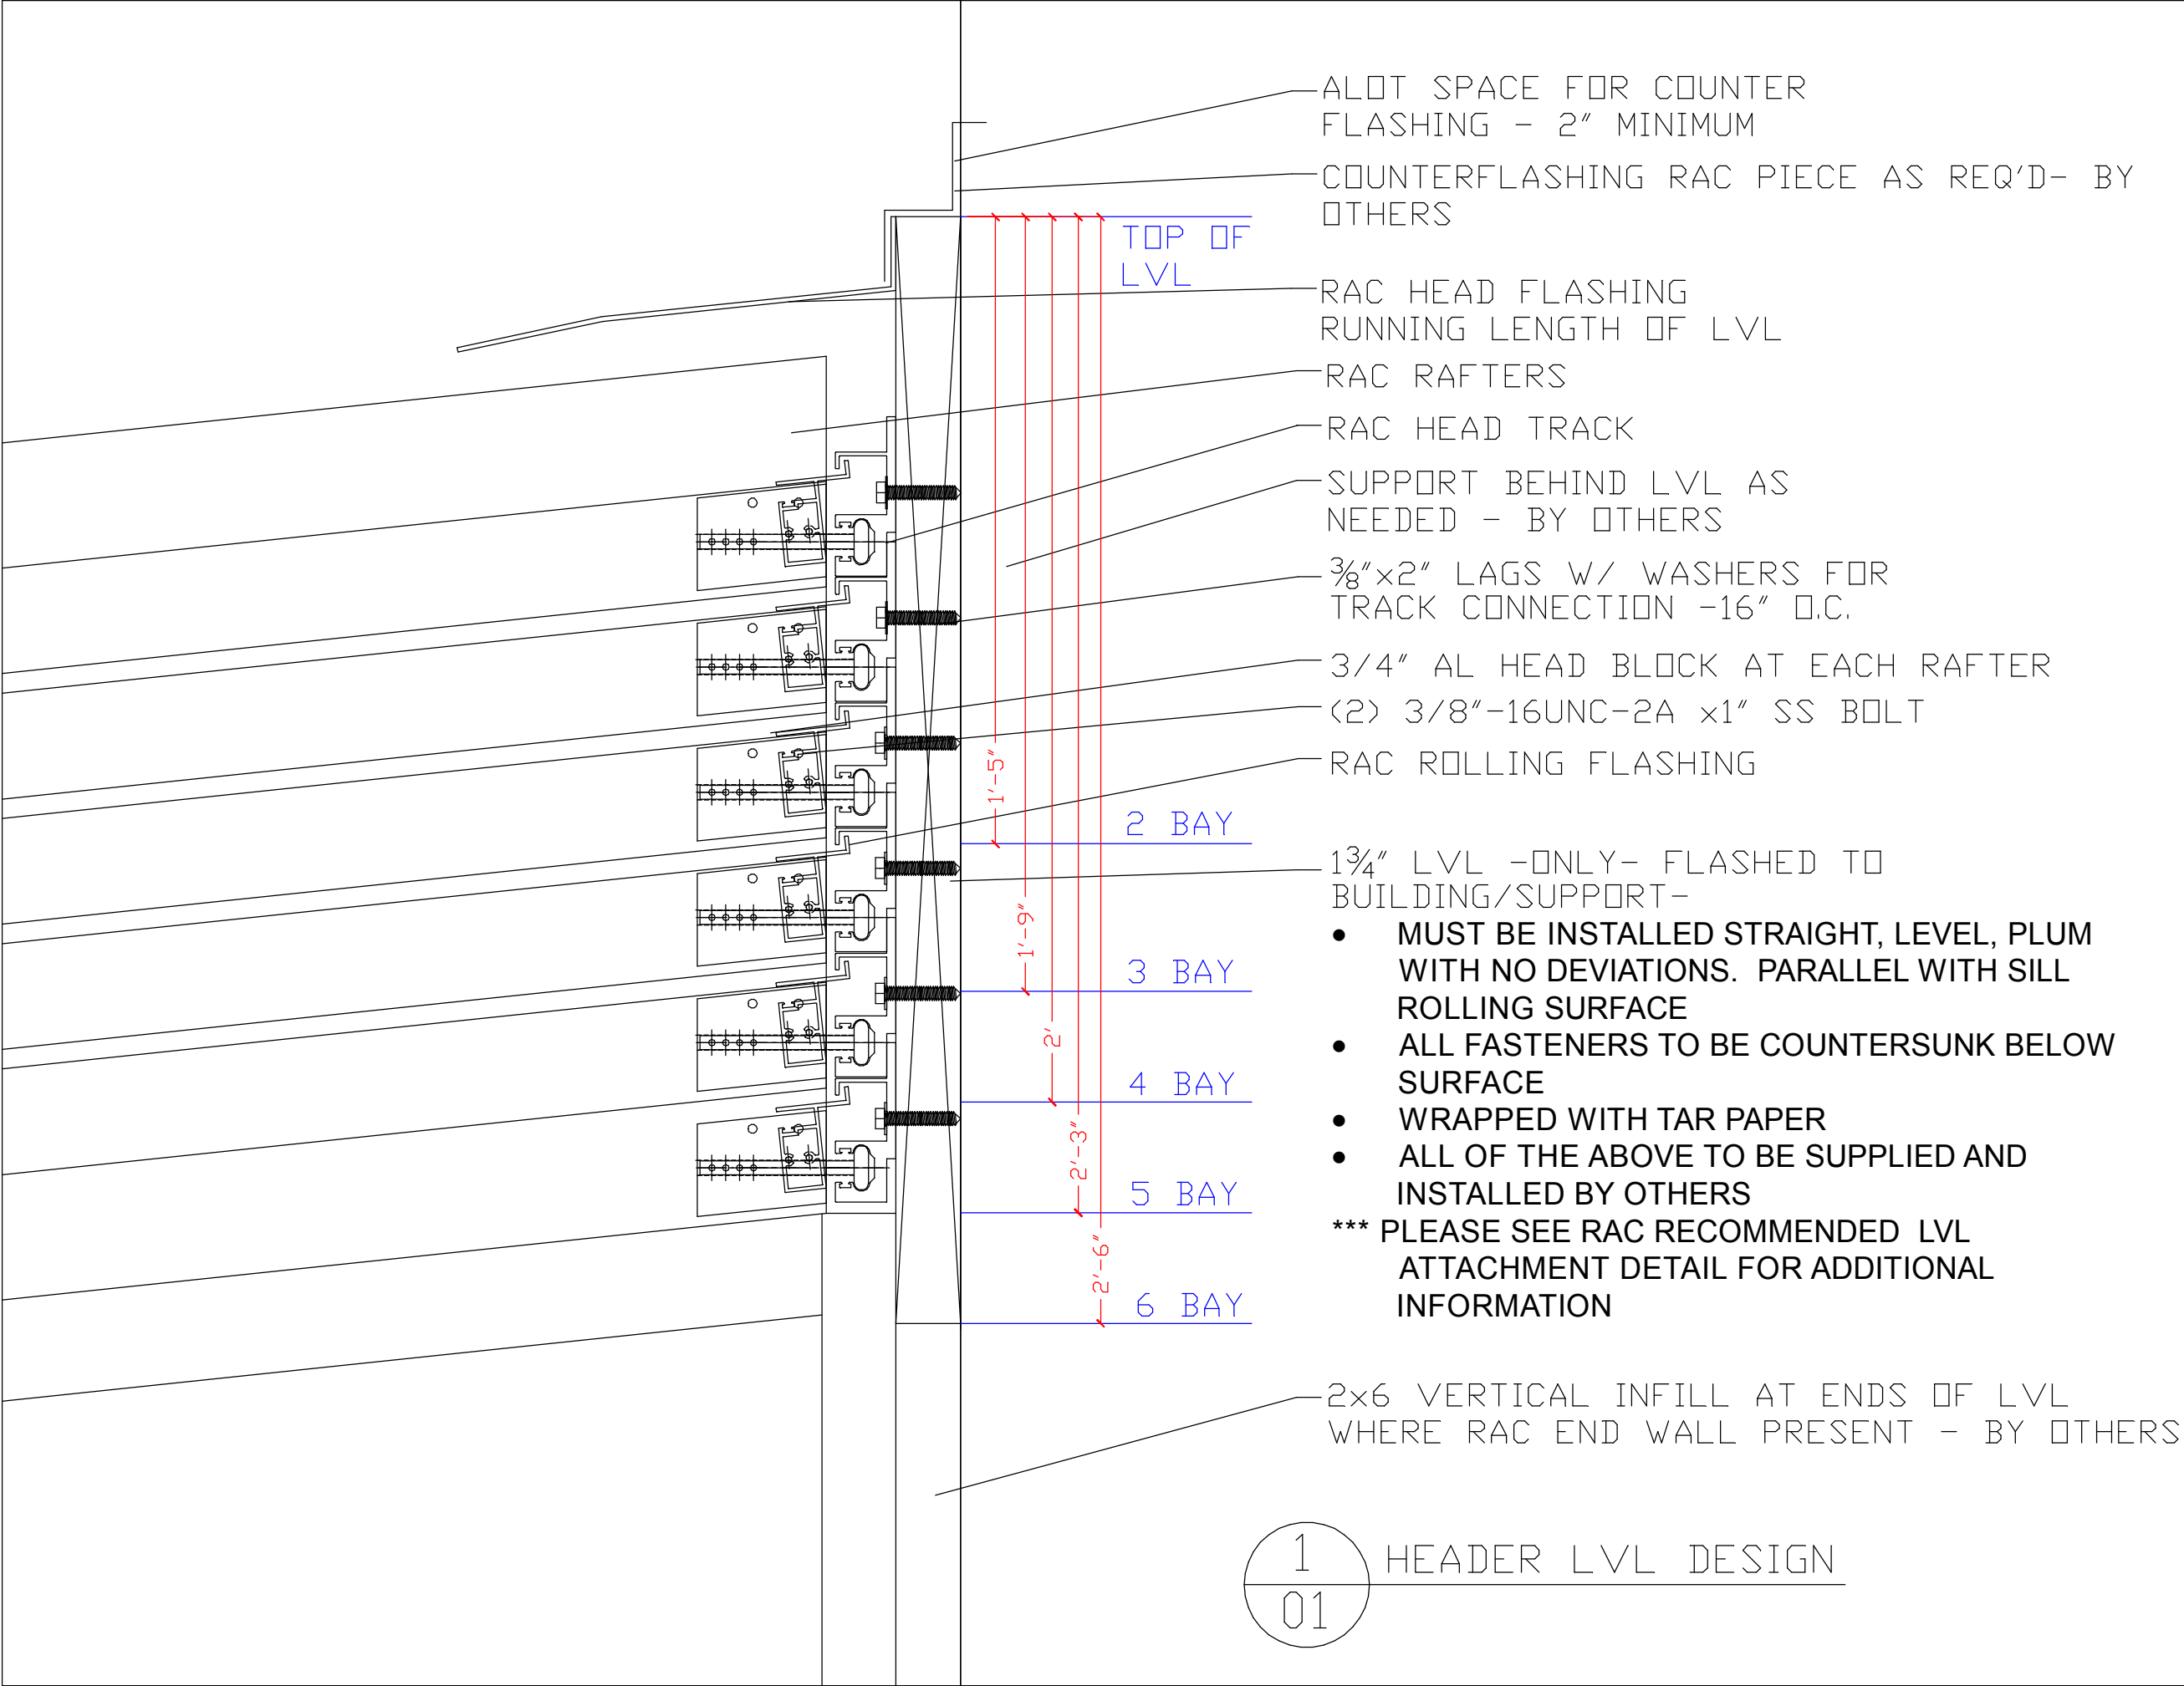 ALOT SPACE FOR COUNTER
FLASHING - 2" MINIMUM
COUNTERFLASHING RAC PIECE AS REQ'D- BY
OTHERS
TOP OF
LVL
RAC HEAD FLASHING
RUNNING LENGTH OF LVL
RAC RAFTERS
RAC HEAD TRACK
SUPPORT BEHIND LVL AS
NEEDED - BY OTHERS
⅜"x2" LAGS W/ WASHERS FOR
TRACK CONNECTION -16" O.C.
3/4" AL HEAD BLOCK AT EACH RAFTER
(2) 3/8"-16UNC-2A x1" SS BOLT
RAC ROLLING FLASHING
1'-5"
2 BAY
1'-9"
3 BAY
2'
4 BAY
2'-3"
5 BAY
2'-6"
6 BAY
1¾" LVL -ONLY- FLASHED TO
BUILDING/SUPPORT-
• MUST BE INSTALLED STRAIGHT, LEVEL, PLUM
WITH NO DEVIATIONS. PARALLEL WITH SILL
ROLLING SURFACE
• ALL FASTENERS TO BE COUNTERSUNK BELOW
SURFACE
• WRAPPED WITH TAR PAPER
• ALL OF THE ABOVE TO BE SUPPLIED AND
INSTALLED BY OTHERS
*** PLEASE SEE RAC RECOMMENDED LVL
ATTACHMENT DETAIL FOR ADDITIONAL
INFORMATION
2x6 VERTICAL INFILL AT ENDS OF LVL
WHERE RAC END WALL PRESENT - BY OTHERS
1
HEADER LVL DESIGN
01